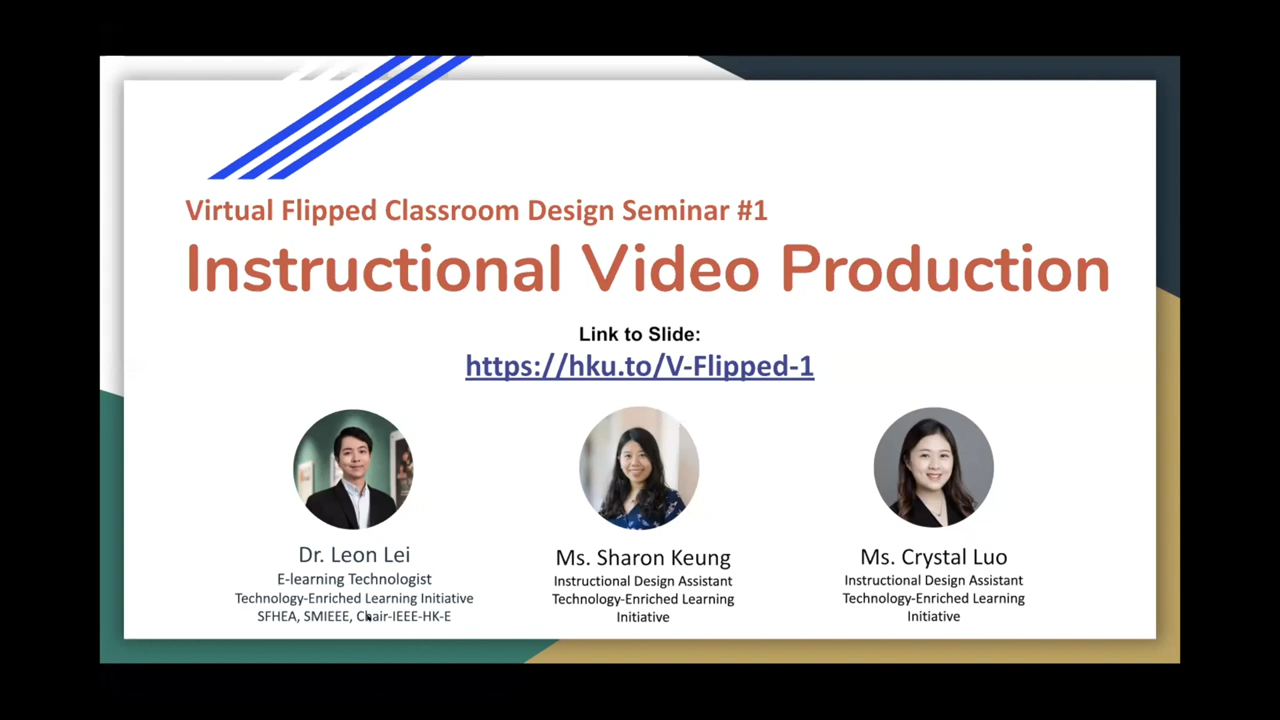 Virtual Flipped Classroom Design Seminar #1
Instructional Video Production
Link to Slide:
https://hku.to/V-Flipped-1
Dr. Leon Lei
E-learning Technologist
Technology-Enriched Learning Initiative
SFHEA, SMIEEE, Chair-IEEE-HK-E
Ms. Sharon Keung
Instructional Design Assistant
Technology-Enriched Learning
Initiative
Ms. Crystal Luo
Instructional Design Assistant
Technology-Enriched Learning
Initiative